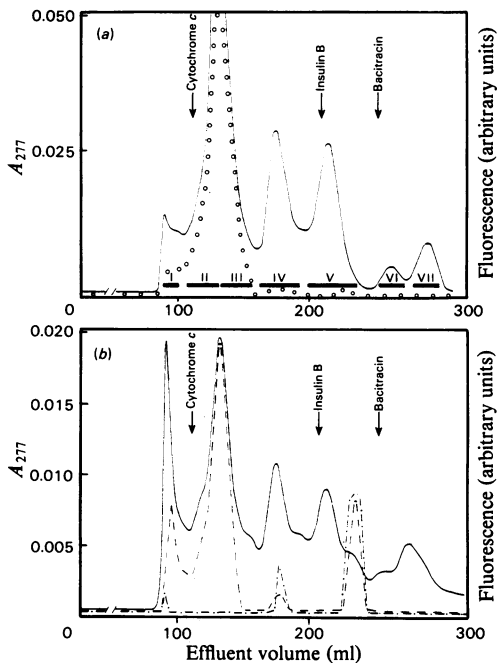 0.050
(a)
Cytochrome c
Insulin B
Bacitracin
A277
0.025
Fluorescence (arbitrary units)
I II III IV V VI VII
0 100 200 300
0.020
(b)
Cytochrome c
Insulin B
Bacitracin
0.015
A277
0.010
0.005
Fluorescence (arbitrary units)
0 100 200 300
Effluent volume (ml)